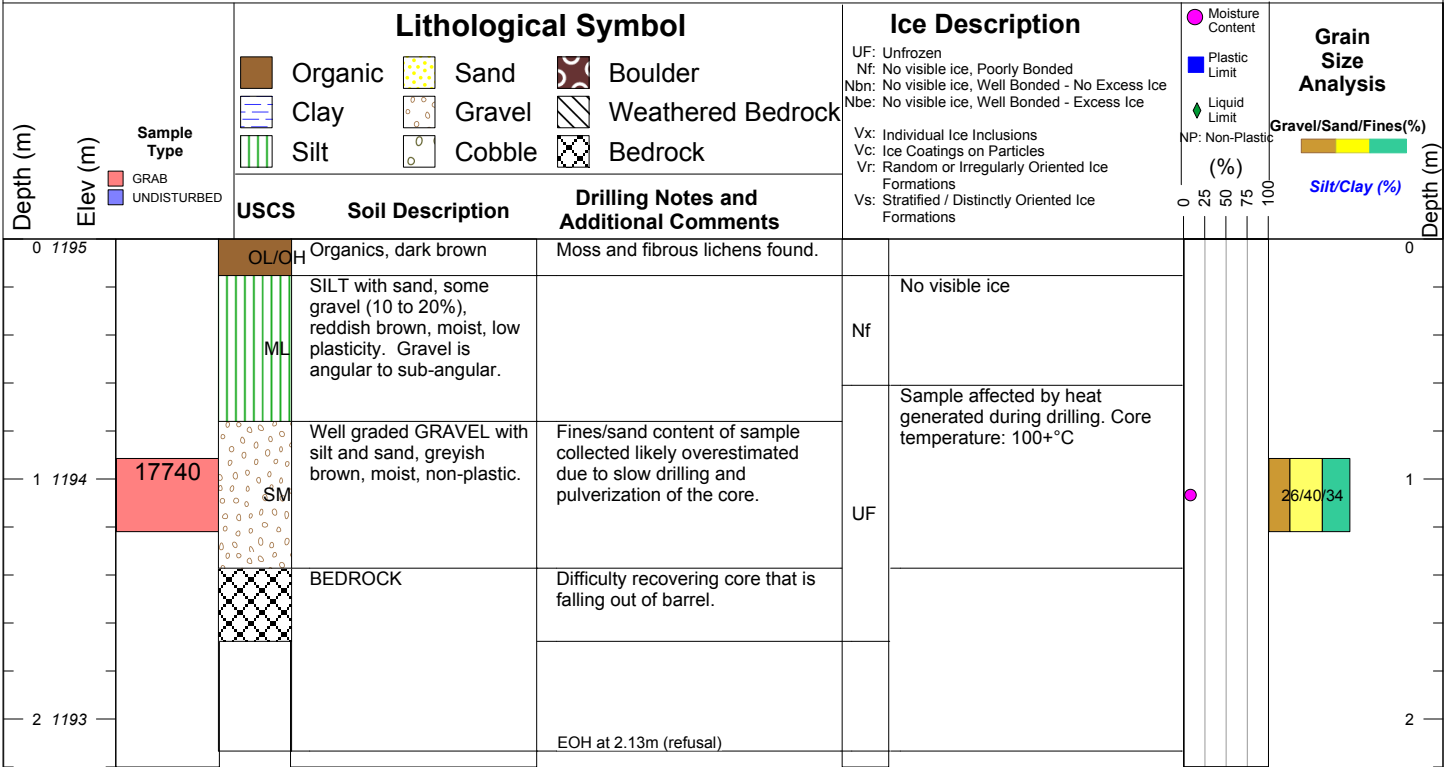 Depth (m)
Elev (m)
Sample
Type
GRAB
UNDISTURBED
Lithological Symbol
Organic
Sand
Boulder
Clay
Gravel
Weathered Bedrock
Silt
Cobble
Bedrock
USCS
Soil Description
Drilling Notes and
Additional Comments
Ice Description
UF: Unfrozen
Nf: No visible ice, Poorly Bonded
Nbn: No visible ice, Well Bonded - No Excess Ice
Nbe: No visible ice, Well Bonded - Excess Ice
Vx: Individual Ice Inclusions
Vc: Ice Coatings on Particles
Vr: Random or Irregularly Oriented Ice
Formations
Vs: Stratified / Distinctly Oriented Ice
Formations
Moisture
Content
Plastic
Limit
Liquid
Limit
NP: Non-Plastic
(%)
0
25
50
75
100
Grain
Size
Analysis
Gravel/Sand/Fines(%)
Silt/Clay (%)
Depth (m)
0 1195
OL/OH
Organics, dark brown
Moss and fibrous lichens found.
0
SILT with sand, some
gravel (10 to 20%),
reddish brown, moist, low
plasticity. Gravel is
angular to sub-angular.
ML
Nf
No visible ice
Sample affected by heat
generated during drilling. Core
temperature: 100+°C
Well graded GRAVEL with
silt and sand, greyish
brown, moist, non-plastic.
Fines/sand content of sample
collected likely overestimated
due to slow drilling and
pulverization of the core.
1 1194
17740
SM
UF
26/40/34
1
BEDROCK
Difficulty recovering core that is
falling out of barrel.
2 1193
2
EOH at 2.13m (refusal)